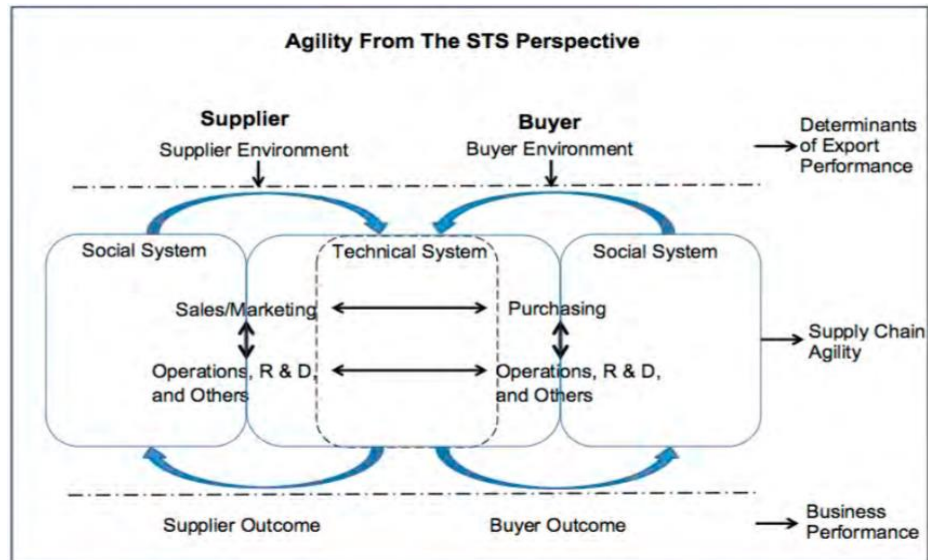 Agility From The STS Perspective
Supplier
Buyer
Supplier Environment
Buyer Environment
Determinants
of Export
Performance
Social System
Technical System
Social System
Sales/Marketing
Purchasing
Operations, R & D,
and Others
Operations, R & D,
and Others
Supply Chain
Agility
Supplier Outcome
Buyer Outcome
Business
Performance